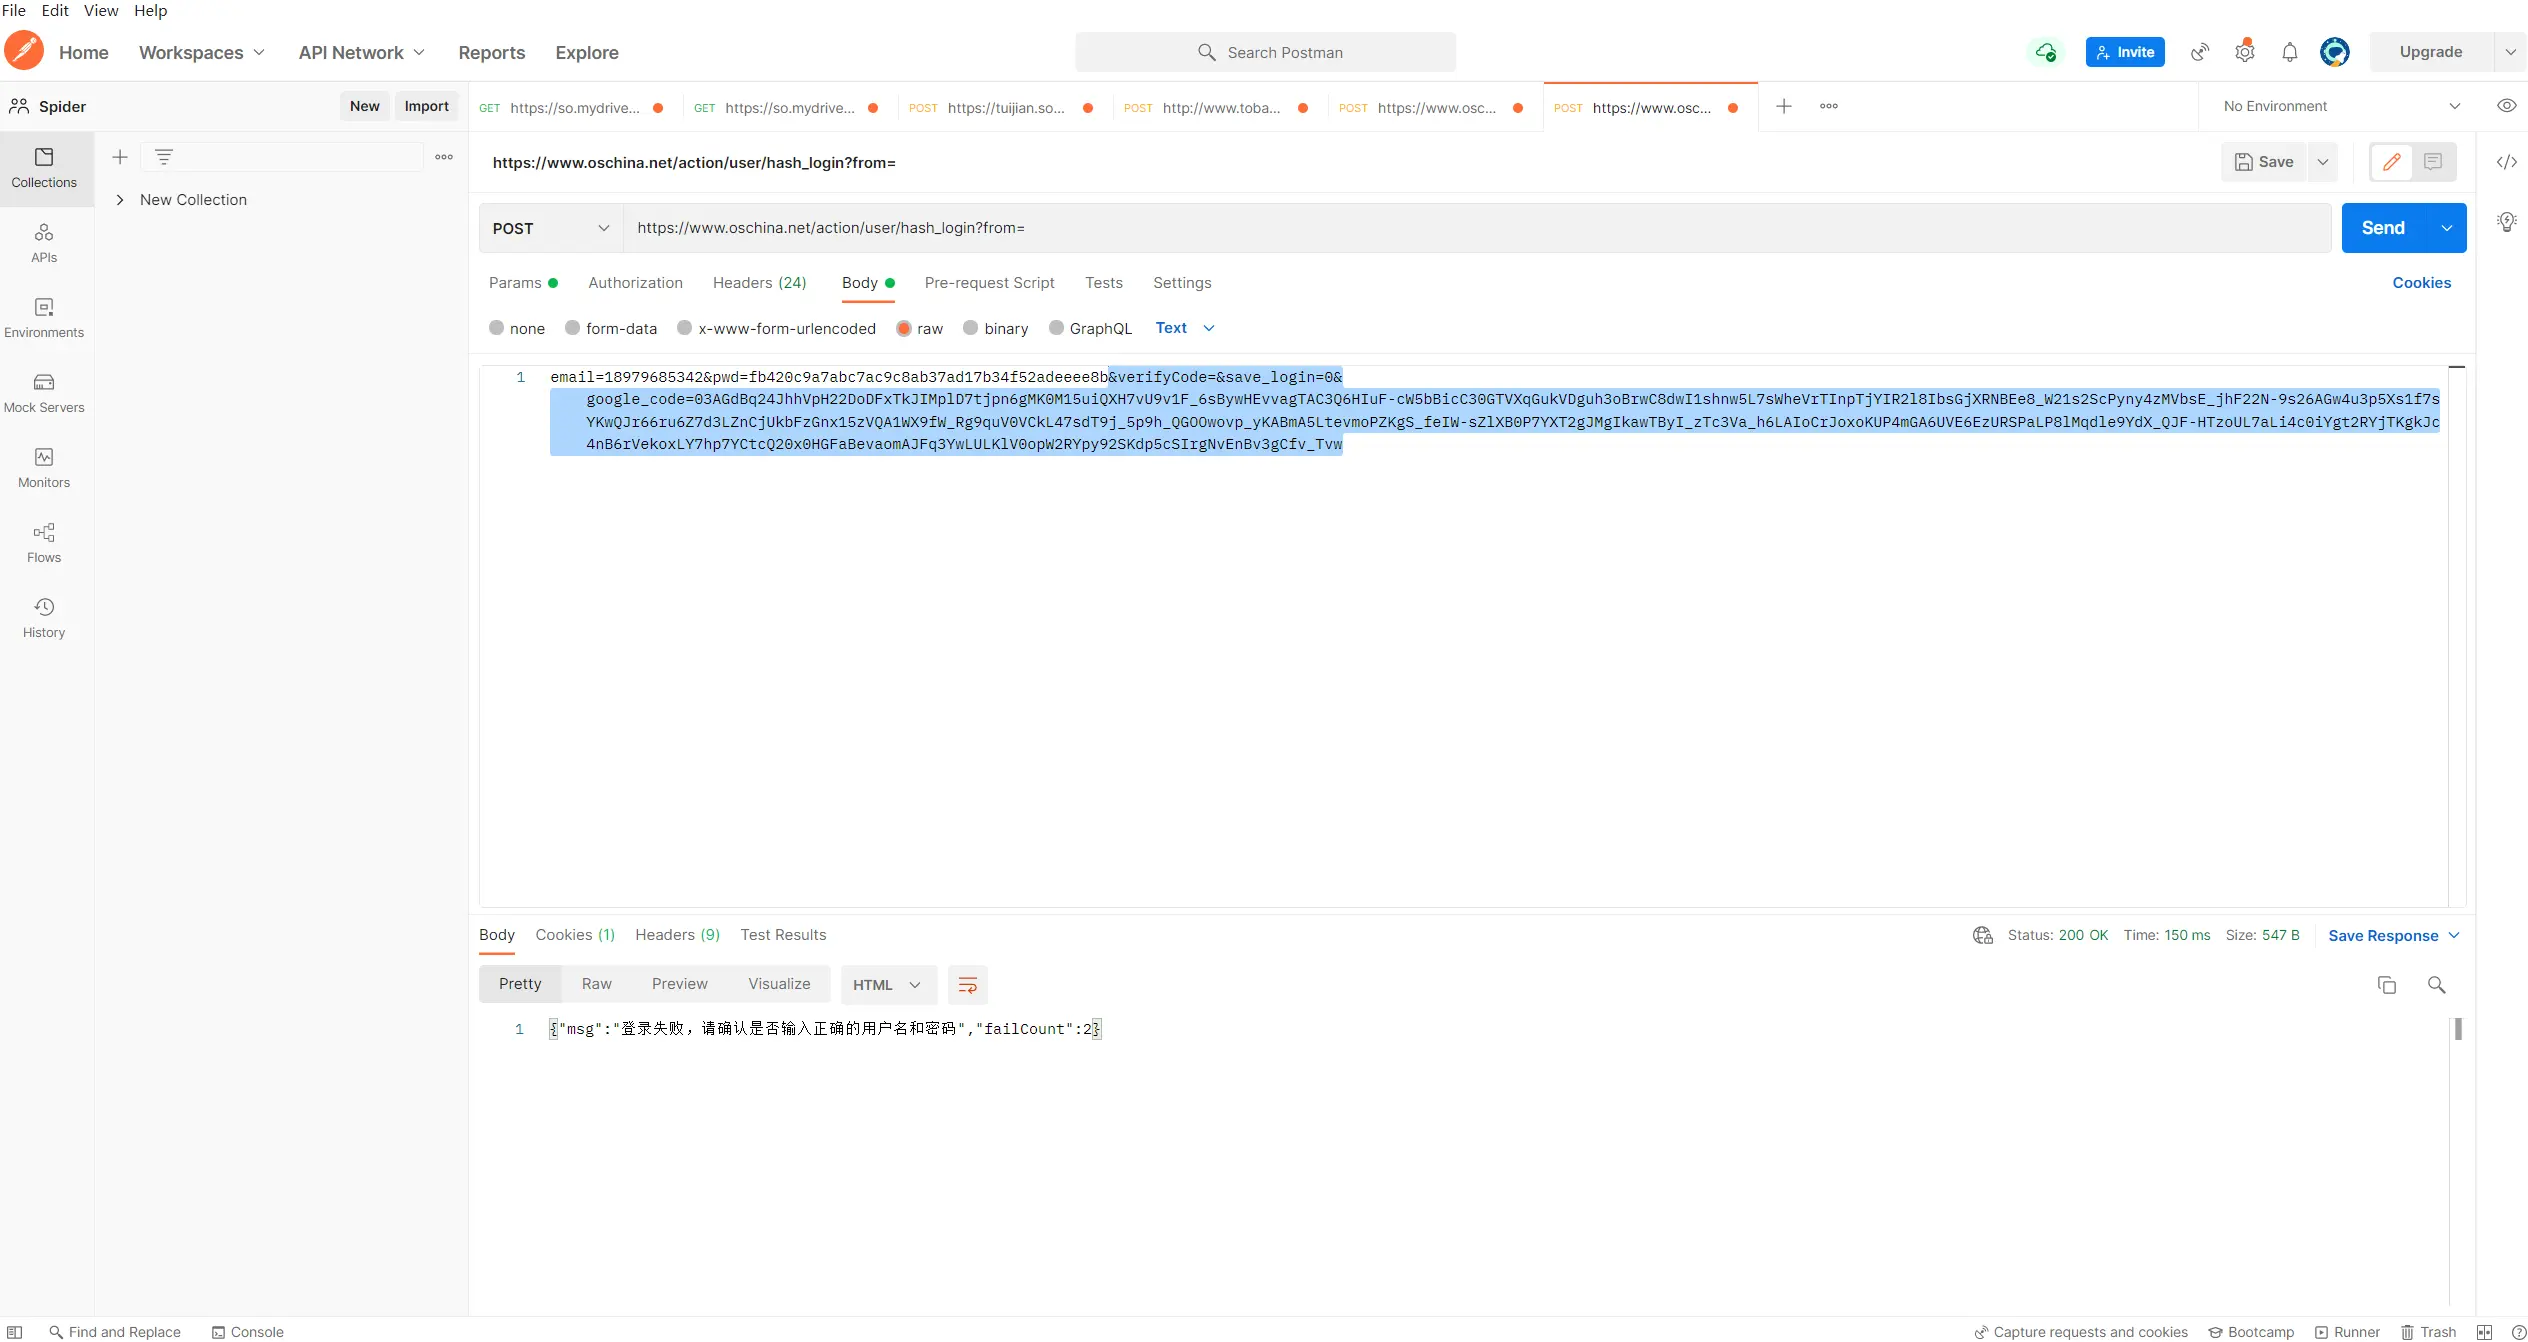 File Edit View Help
Home Workspaces API Network Reports Explore Search Postman Invite Upgrade
Spider New Import GET https://so.mydrive... GET https://so.mydrive... POST https://tuijian.so... POST http://www.toba... POST https://www.osc... POST https://www.osc... No Environment
Collections
APIs
Environments
Mock Servers
Monitors
Flows
History
New Collection
https://www.oschina.net/action/user/hash_login?from= Save
POST https://www.oschina.net/action/user/hash_login?from= Send
Params Authorization Headers (24) Body Pre-request Script Tests Settings Cookies
none form-data x-www-form-urlencoded raw binary GraphQL Text
1 email=18979685342&pwd=fb420c9a7abc7ac9c8ab37ad17b34f52adeeee8b&verifyCode=&save_login=0&
google_code=03AGdBq24JhhVpH22DoDFxTkJIMplD7tjpn6gMK0M15uiQXH7vU9v1F_6sBywHEvvagTAC3Q6HIuF-cW5bBicC30GTVXqGukVDguh3oBrwC8dwI1shnw5L7sWheVrTInpTjYIR2l8IbsGjXRNBEe8_W21s2ScPyny4zMVbsE_jhF22N-9s26AGw4u3p5Xs1f7s
YKwQJr66ru6Z7d3LZnCjUkbFzGnx15zVQA1WX9fW_Rg9quV0VCkL47sdT9j_5p9h_QGOOwovp_yKABmA5LtevmoPZKgS_feIW-sZlXB0P7YXT2gJMgIkawTByI_zTc3Va_h6LAIoCrJoxoKUP4mGA6UVE6EzURSPaLP8lMqdle9YdX_QJF-HTzoUL7aLi4c0iYgt2RYjTKgkJc
4nB6rVekoxLY7hp7YCtcQ20x0HGFaBevaomAJFq3YwLULKlV0opW2RYpy92SKdp5cSIrgNvEnBv3gCfv_Tvw
Body Cookies (1) Headers (9) Test Results Status: 200 OK Time: 150 ms Size: 547 B Save Response
Pretty Raw Preview Visualize HTML
1 {"msg":"登录失败，请确认是否输入正确的用户名和密码","failCount":2}
Find and Replace Console Capture requests and cookies Bootcamp Runner Trash